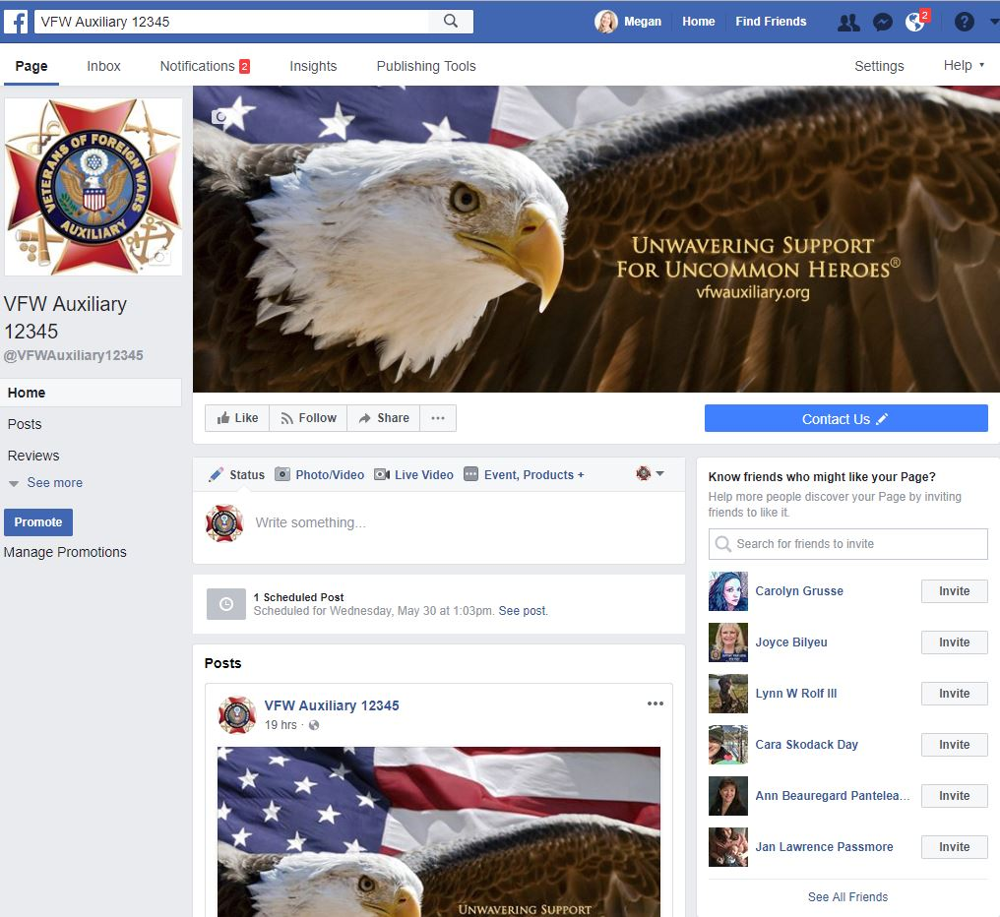 VFW Auxiliary 12345
Megan Home Find Friends 2
Page Inbox Notifications 2 Insights Publishing Tools Settings Help
VETERANS OF FOREIGN WARS
AUXILIARY
UNWAVERING SUPPORT
FOR UNCOMMON HEROES®
vfwauxiliary.org
VFW Auxiliary
12345
@VFWAuxiliary12345
Home
Posts
Reviews
See more
Promote
Manage Promotions
Like Follow Share ... Contact Us
Status Photo/Video Live Video Event, Products +
Write something...
1 Scheduled Post
Scheduled for Wednesday, May 30 at 1:03pm. See post.
Posts
VFW Auxiliary 12345
19 hrs ·
UNWAVERING SUPPORT
Know friends who might like your Page?
Help more people discover your Page by inviting
friends to like it.
Search for friends to invite
Carolyn Grusse Invite
Joyce Bilyeu Invite
Lynn W Rolf III Invite
Cara Skodack Day Invite
Ann Beauregard Pantelea... Invite
Jan Lawrence Passmore Invite
See All Friends